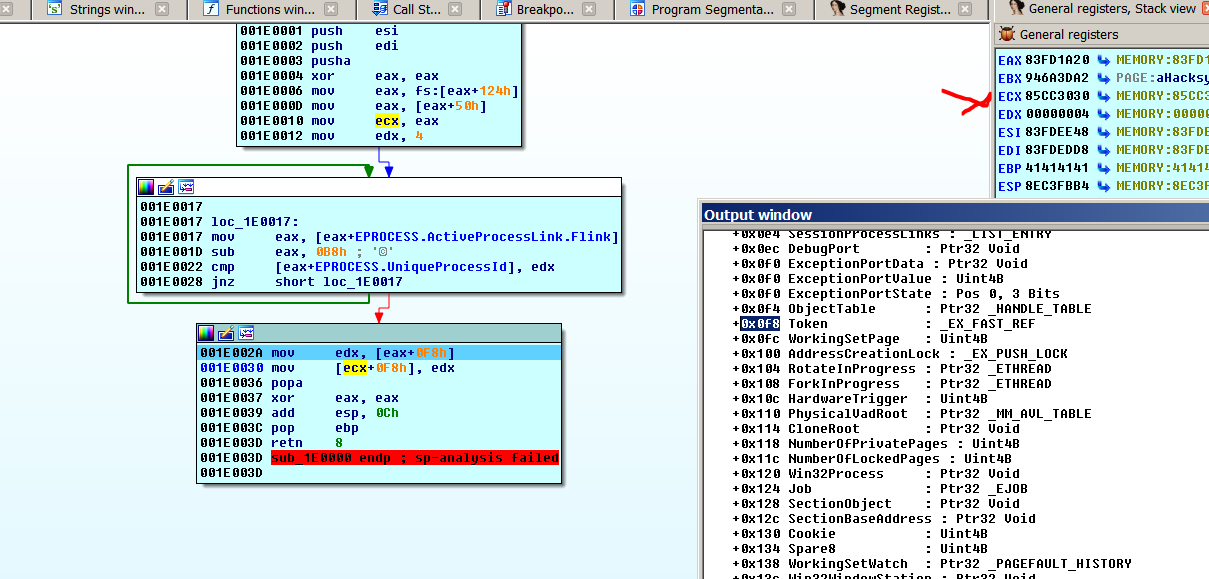 Strings win...
Functions win...
Call St...
Breakpo...
Program Segmenta...
Segment Regist...
General registers, Stack view
General registers
001E0001 push esi
001E0002 push edi
001E0003 pusha
001E0004 xor eax, eax
001E0006 mov eax, fs:[eax+124h]
001E000D mov eax, [eax+50h]
001E0010 mov ecx, eax
001E0012 mov edx, 4
001E0017
001E0017 loc_1E0017:
001E0017 mov eax, [eax+EPROCESS.ActiveProcessLink.Flink]
001E001D sub eax, 0B8h ; '©'
001E0022 cmp [eax+EPROCESS.UniqueProcessId], edx
001E0028 jnz short loc_1E0017
001E002A mov edx, [eax+0F8h]
001E0030 mov [ecx+0F8h], edx
001E0036 popa
001E0037 xor eax, eax
001E0039 add esp, 0Ch
001E003C pop ebp
001E003D retn 8
001E003D sub_1E0000 endp ; sp-analysis failed
001E003D
EAX 83FD1A20 MEMORY:83FD1
EBX 946A3DA2 PAGE:aHacksy
ECX 85CC3030 MEMORY:85CC3
EDX 00000004 MEMORY:0000
ESI 83FDEE48 MEMORY:83FDE
EDI 83FDEDD8 MEMORY:83FDE
EBP 41414141 MEMORY:4141
ESP 8EC3FBB4 MEMORY:8EC3F
Output window
+0x0e4 SessionProcessLinks : _LIST_ENTRY
+0x0ec DebugPort : Ptr32 Void
+0x0f0 ExceptionPortData : Ptr32 Void
+0x0f0 ExceptionPortValue : Uint4B
+0x0f0 ExceptionPortState : Pos 0, 3 Bits
+0x0f4 ObjectTable : Ptr32 _HANDLE_TABLE
+0x0f8 Token : _EX_FAST_REF
+0x0fc WorkingSetPage : Uint4B
+0x100 AddressCreationLock : _EX_PUSH_LOCK
+0x104 RotateInProgress : Ptr32 _ETHREAD
+0x108 ForkInProgress : Ptr32 _ETHREAD
+0x10c HardwareTrigger : Uint4B
+0x110 PhysicalVadRoot : Ptr32 _MM_AVL_TABLE
+0x114 CloneRoot : Ptr32 Void
+0x118 NumberOfPrivatePages : Uint4B
+0x11c NumberOfLockedPages : Uint4B
+0x120 Win32Process : Ptr32 Void
+0x124 Job : Ptr32 _EJOB
+0x128 SectionObject : Ptr32 Void
+0x12c SectionBaseAddress : Ptr32 Void
+0x130 Cookie : Uint4B
+0x134 Spare8 : Uint4B
+0x138 WorkingSetWatch : Ptr32 _PAGEFAULT_HISTORY
+0x13c Win32WindowStation : Ptr32 Void